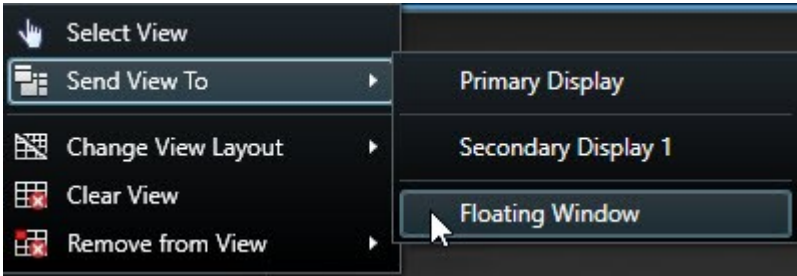 Select View
Send View To
Primary Display
Change View Layout
Secondary Display 1
Clear View
Floating Window
Remove from View